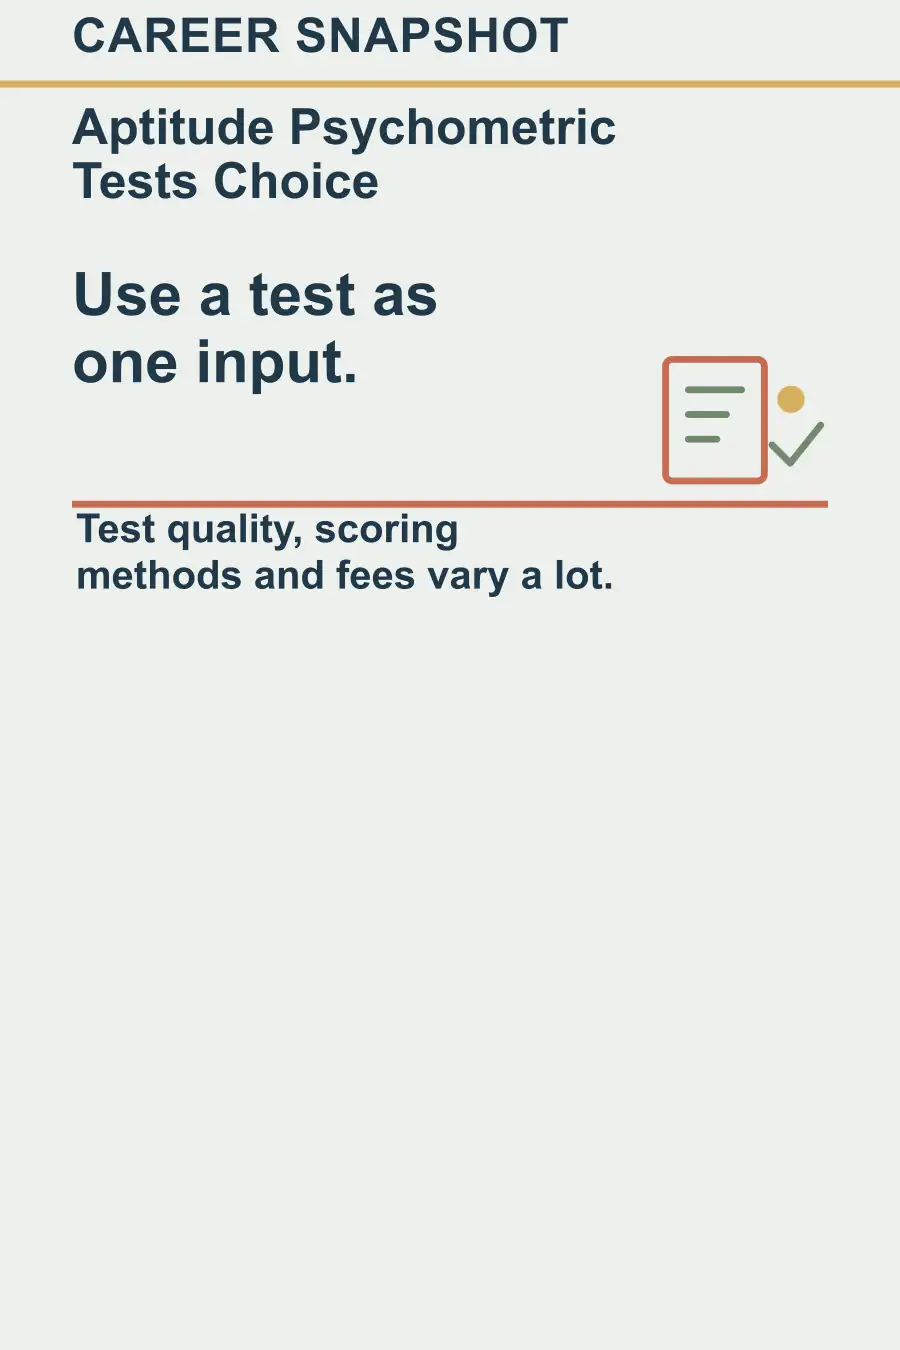 CAREER SNAPSHOT
Aptitude Psychometric
Tests Choice
Use a test as
one input.
Test quality, scoring
methods and fees vary a lot.